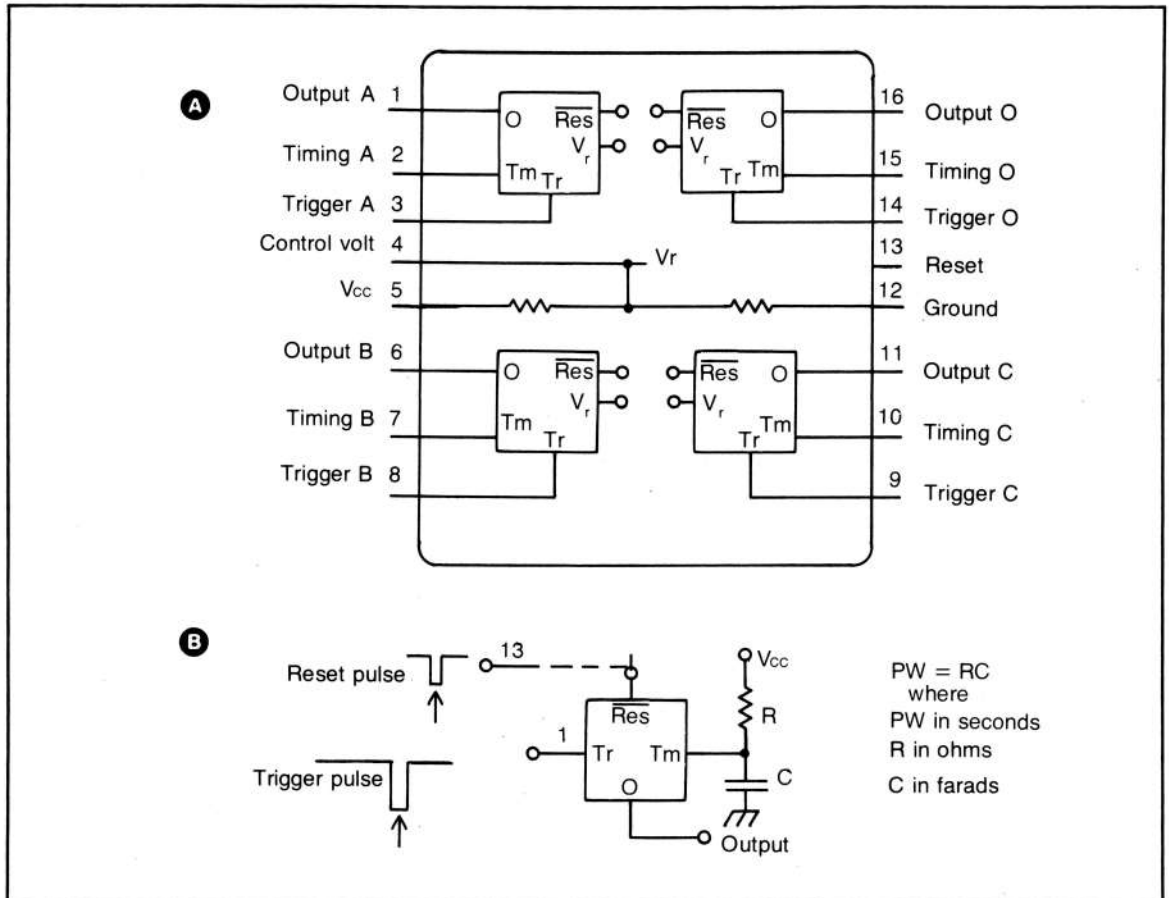 A
Output A 1
Timing A 2
Trigger A 3
Control volt 4
Vcc 5
Output B 6
Timing B 7
Trigger B 8
O Res Vr Tm Tr
Res O Vr Tr Tm
Vr
O Res Vr Tm Tr
Res O Vr Tm Tr
16 Output O
15 Timing O
14 Trigger O
13 Reset
12 Ground
11 Output C
10 Timing C
9 Trigger C
B
Reset pulse
Trigger pulse
13
Res
1 Tr Tm
O
Vcc
R
C
Output
PW = RC
where
PW in seconds
R in ohms
C in farads